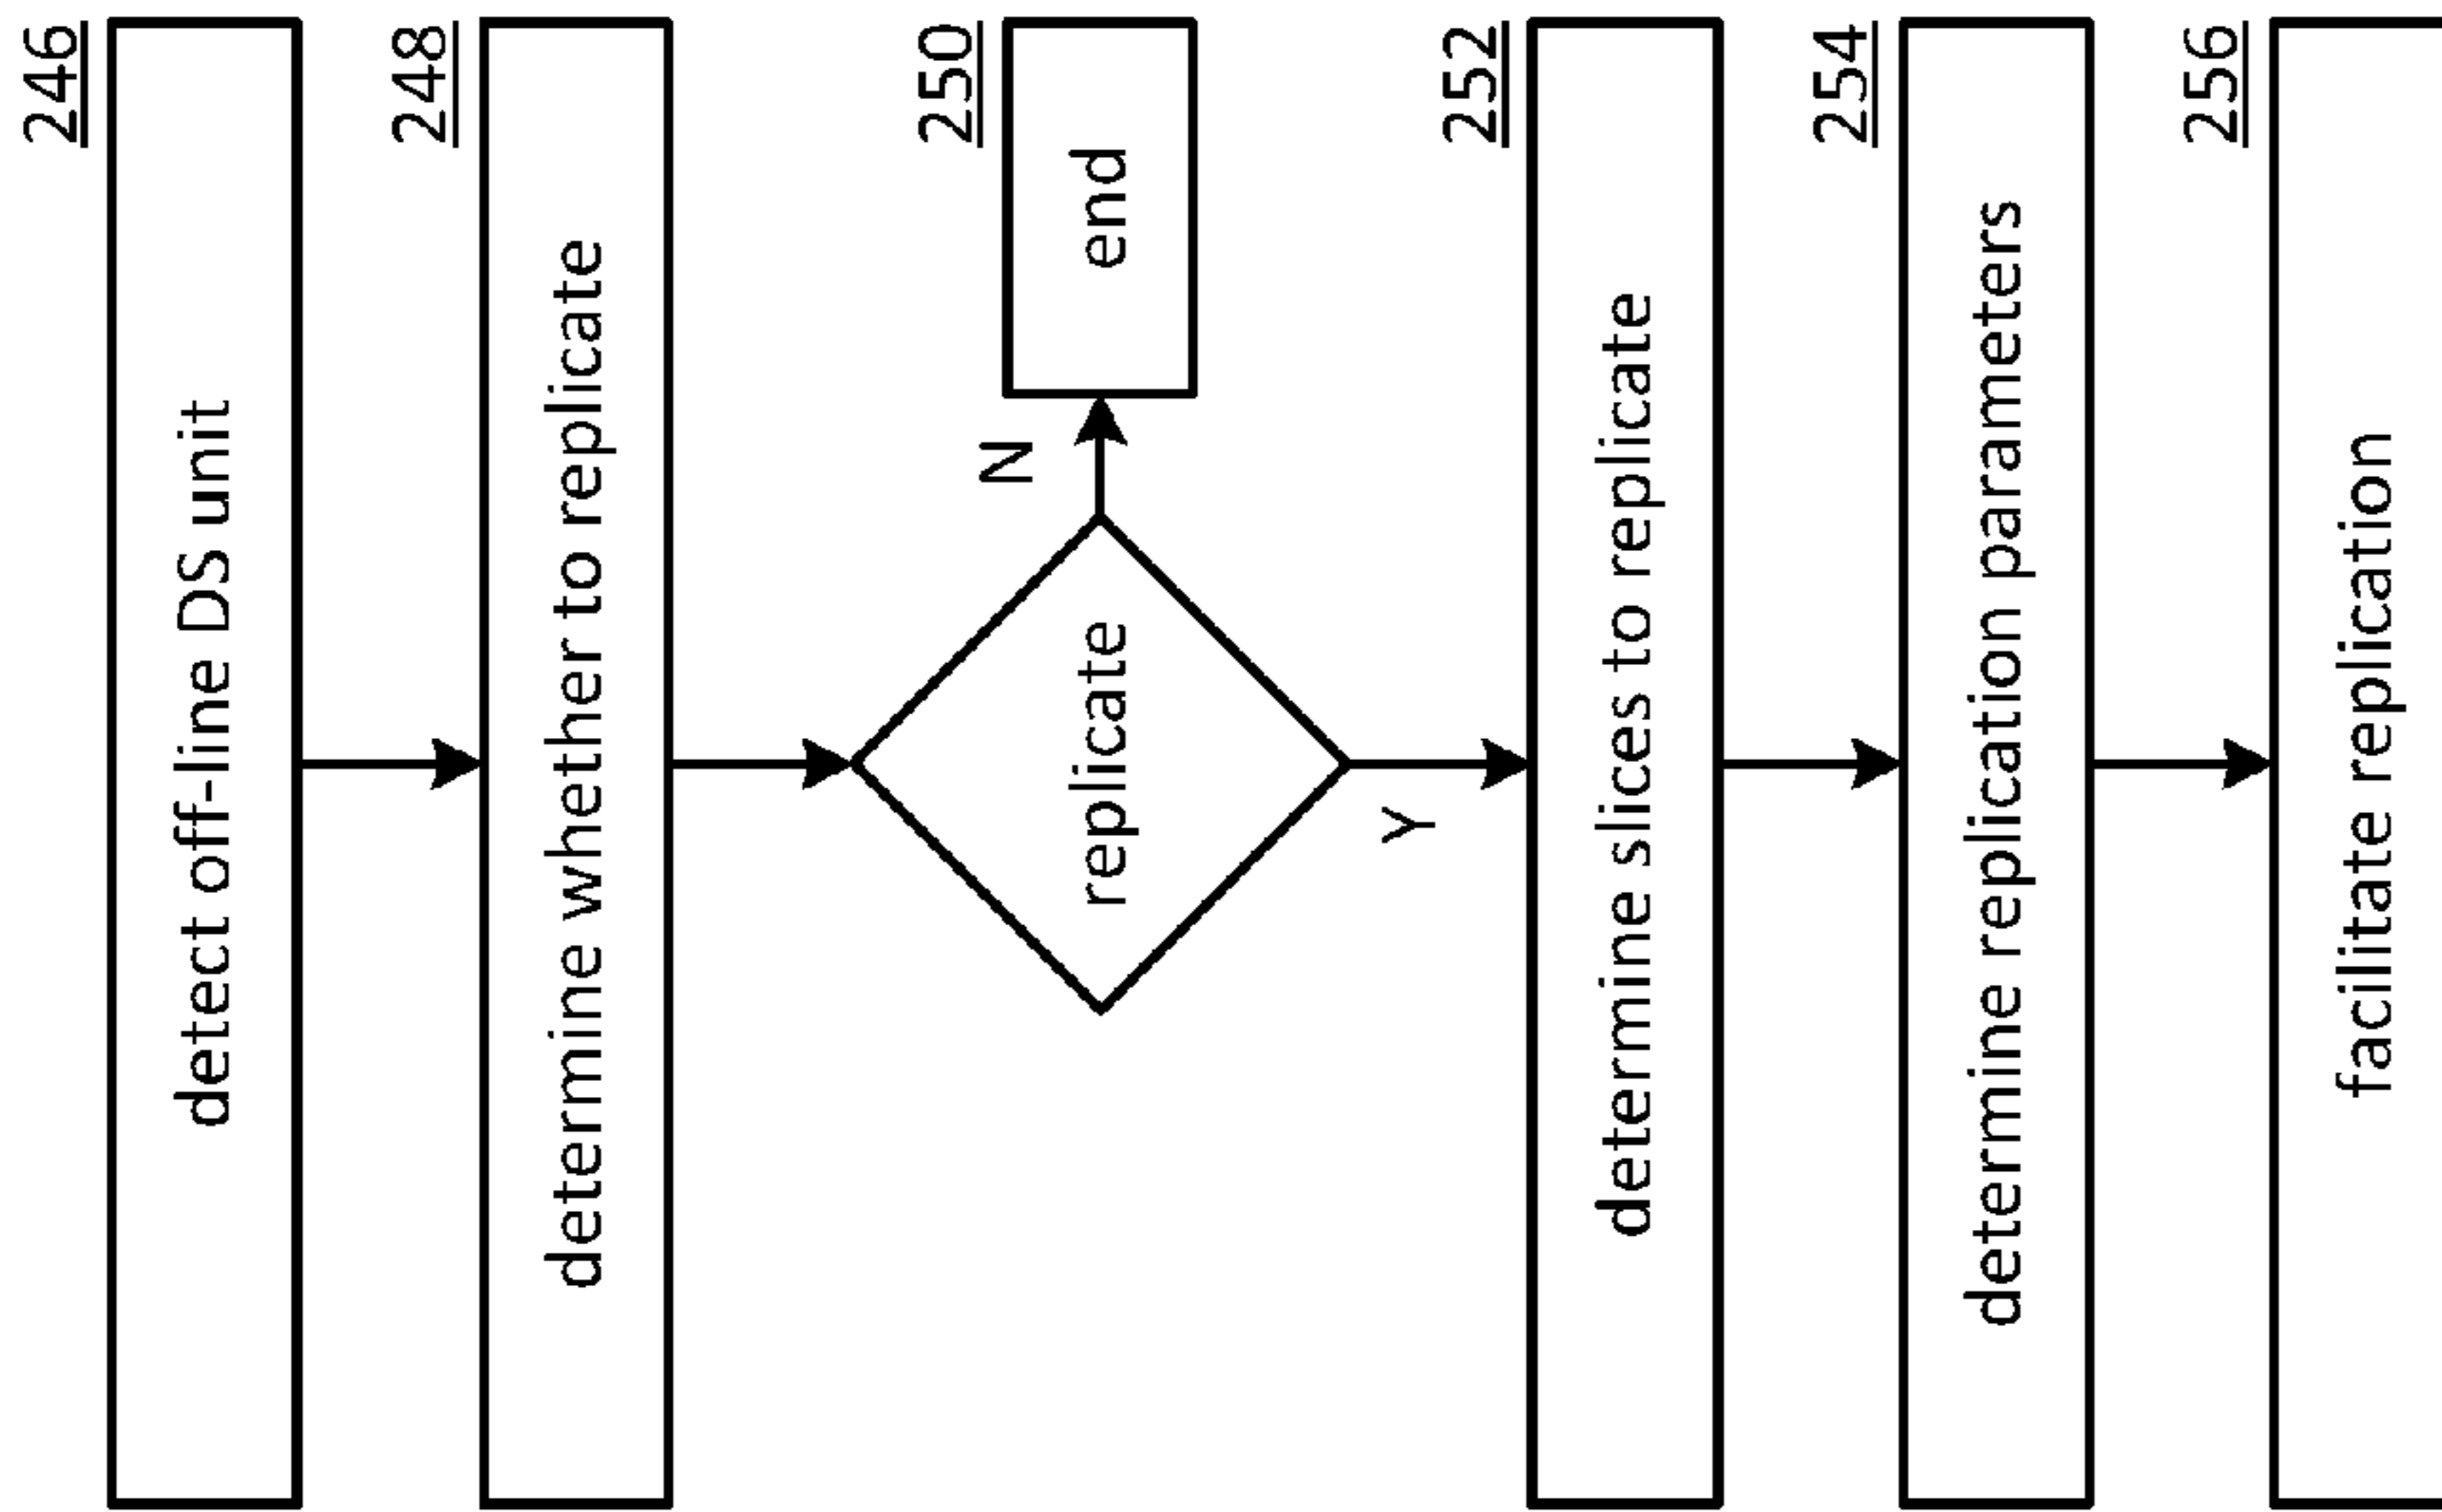 246
detect off-line DS unit
248
determine whether to replicate
replicate
N
250
end
Y
252
determine slices to replicate
254
determine replication parameters
256
facilitate replication